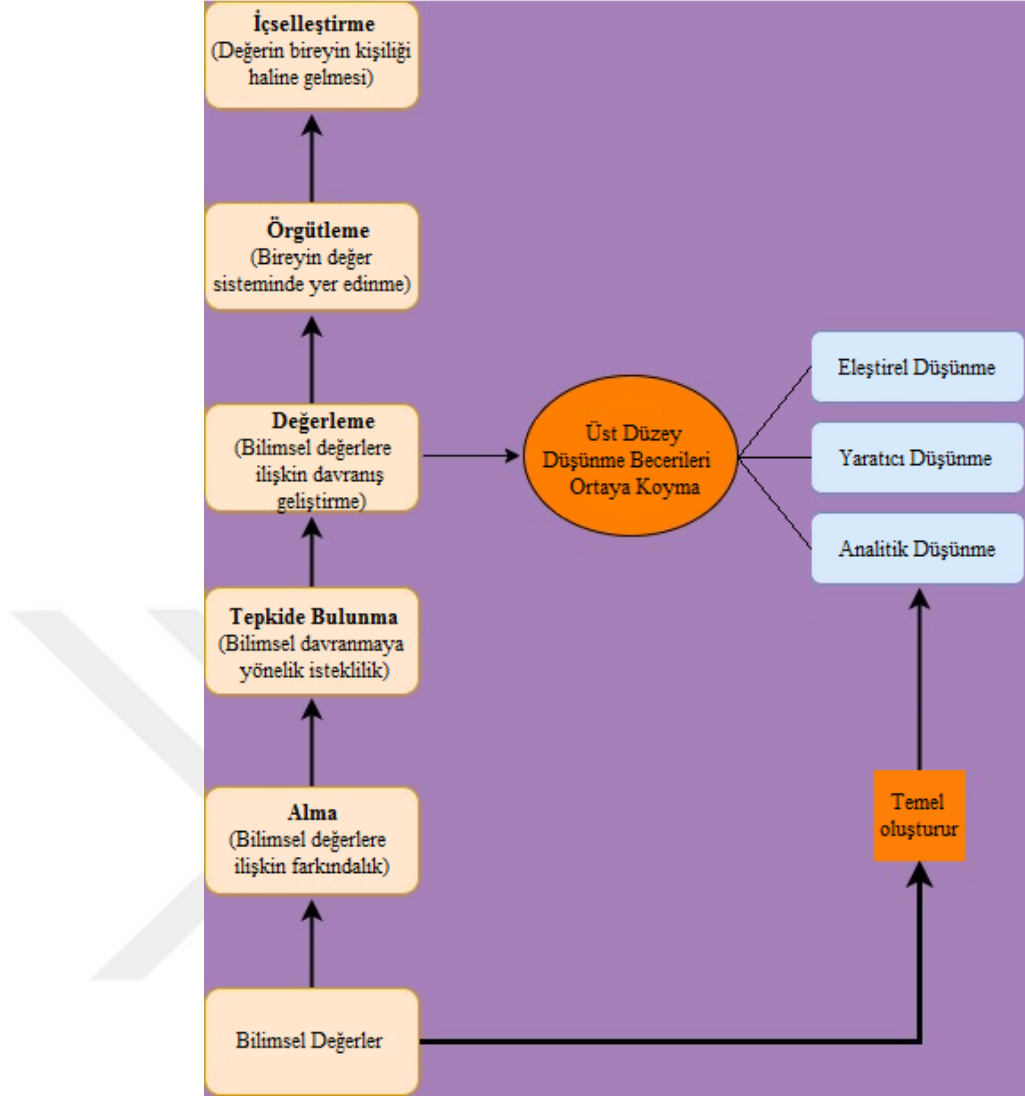 İçselleştirme
(Değerin bireyin kişiliği
haline gelmesi)
Örgütleme
(Bireyin değer
sisteminde yer edinme)
Değerleme
(Bilimsel değerlere
ilişkin davranış
geliştirme)
Üst Düzey
Düşünme Becerileri
Ortaya Koyma
Eleştirel Düşünme
Yaratıcı Düşünme
Analitik Düşünme
Tepkide Bulunma
(Bilimsel davranmaya
yönelik isteklilik)
Alma
(Bilimsel değerlere
ilişkin farkındalık)
Temel
oluşturur
Bilimsel Değerler